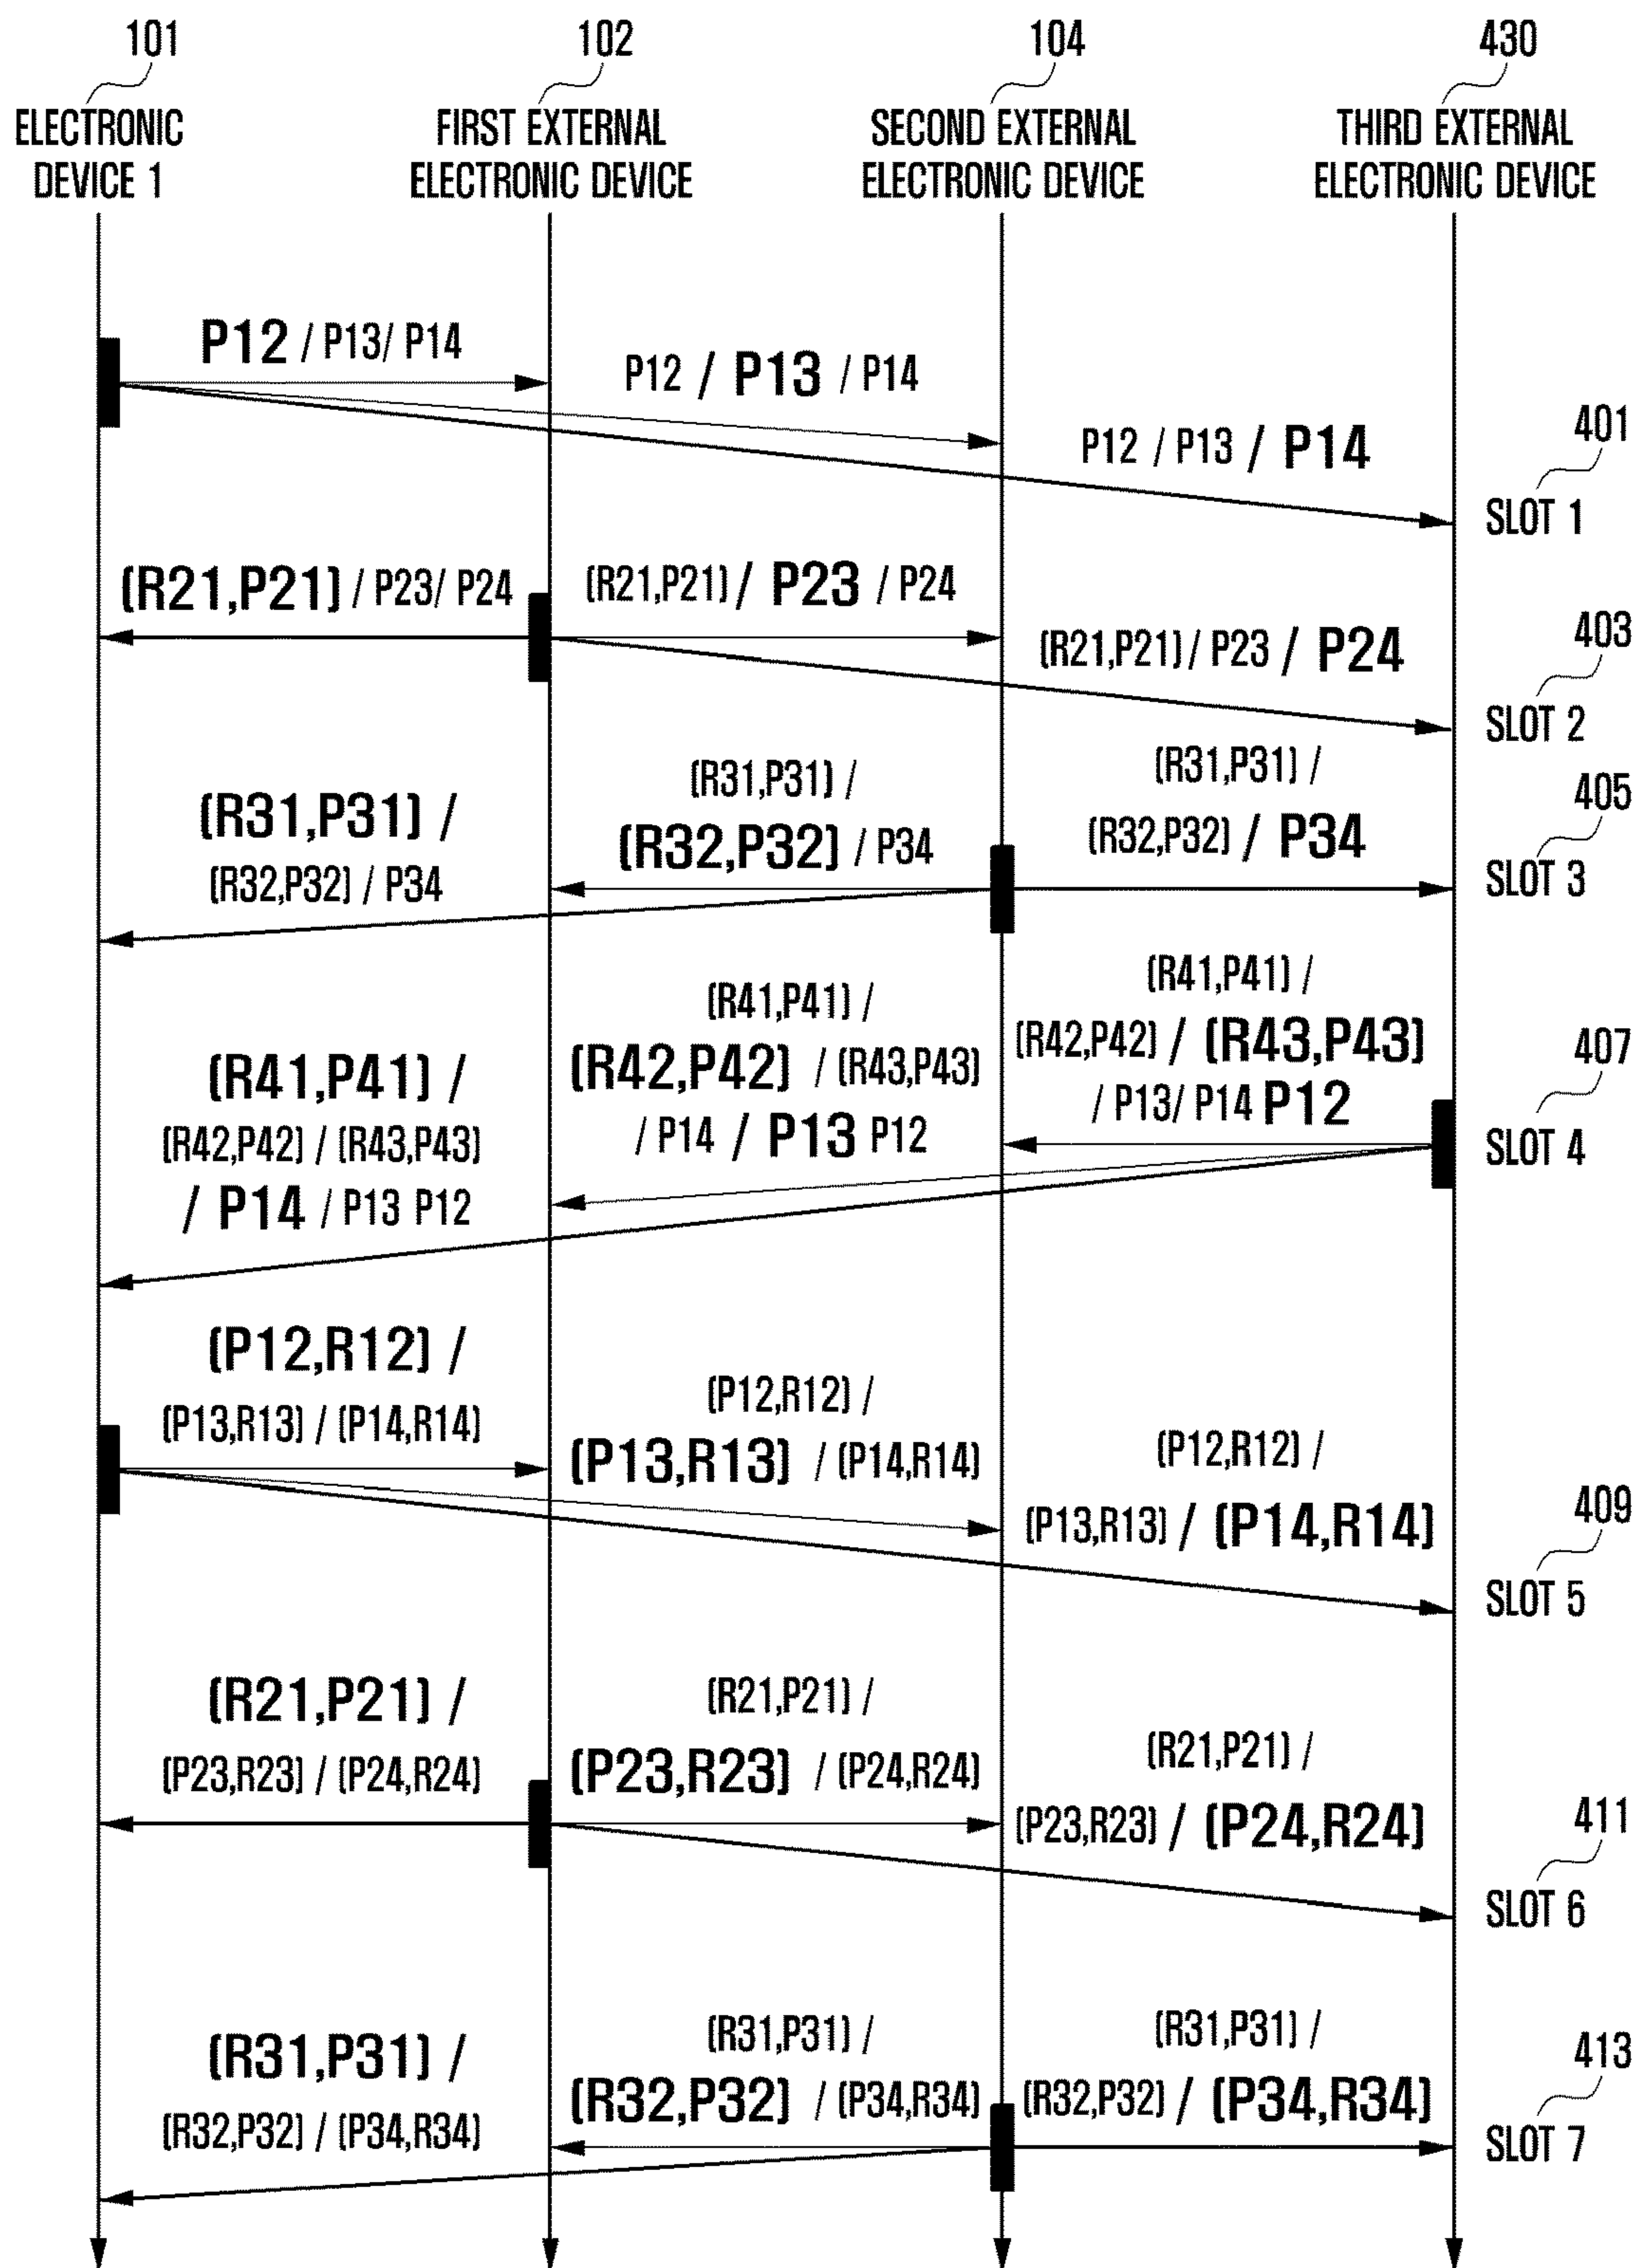 101
102
104
430
ELECTRONIC
DEVICE 1
FIRST EXTERNAL
ELECTRONIC DEVICE
SECOND EXTERNAL
ELECTRONIC DEVICE
THIRD EXTERNAL
ELECTRONIC DEVICE
P12 / P13/ P14
P12 / P13 / P14
P12 / P13 / P14
401
SLOT 1
(R21,P21) / P23/ P24
(R21,P21) / P23 / P24
(R21,P21) / P23 / P24
403
SLOT 2
(R31,P31) /
(R32,P32) / P34
(R31,P31) /
(R32,P32) / P34
(R31,P31) /
(R32,P32) / P34
405
SLOT 3
(R41,P41) /
(R42,P42) / (R43,P43)
/ P14 / P13 P12
(R41,P41) /
(R42,P42) / (R43,P43)
/ P14 / P13 P12
(R41,P41) /
(R42,P42) / (R43,P43)
/ P13/ P14 P12
407
SLOT 4
(P12,R12) /
(P13,R13) / (P14,R14)
(P12,R12) /
(P13,R13) / (P14,R14)
(P12,R12) /
(P13,R13) / (P14,R14)
409
SLOT 5
(R21,P21) /
(P23,R23) / (P24,R24)
(R21,P21) /
(P23,R23) / (P24,R24)
(R21,P21) /
(P23,R23) / (P24,R24)
411
SLOT 6
(R31,P31) /
(R32,P32) / (P34,R34)
(R31,P31) /
(R32,P32) / (P34,R34)
(R31,P31) /
(R32,P32) / (P34,R34)
413
SLOT 7